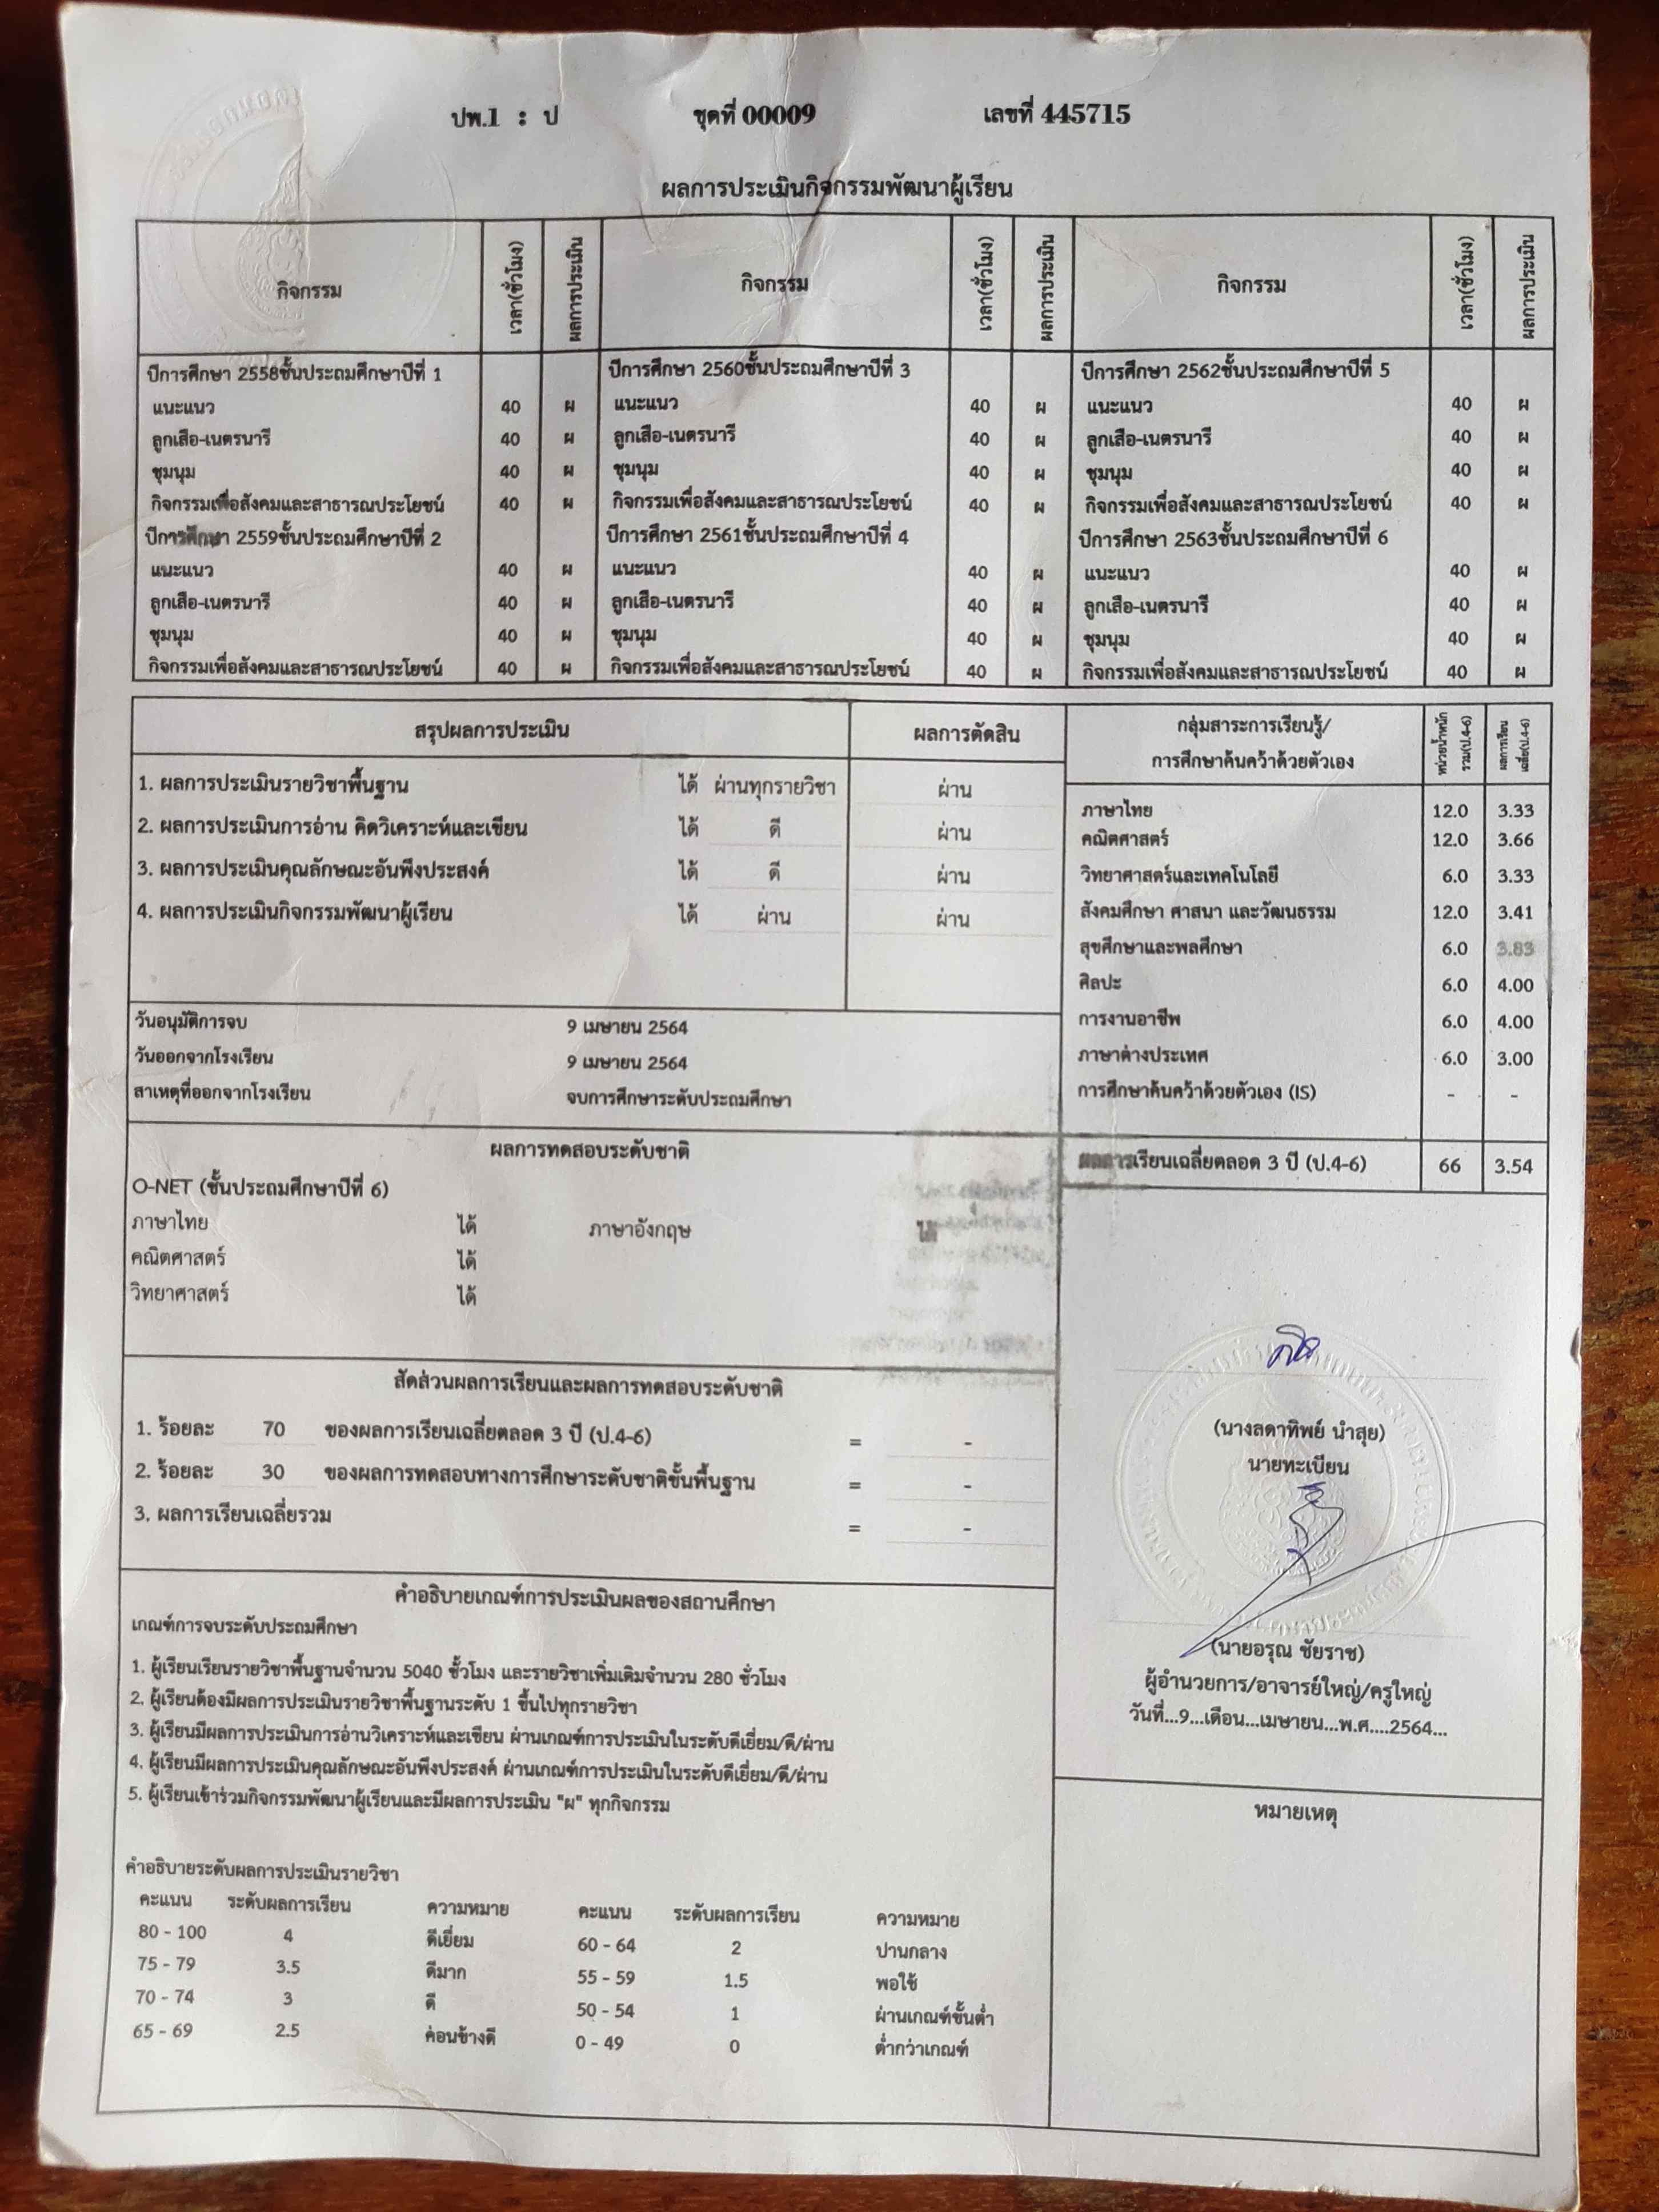 ปพ.1 : ป ชุดที่ 00009 เลขที่ 445715
ผลการประเมินกิจกรรมพัฒนาผู้เรียน
กิจกรรม เวลา(ชั่วโมง) ผลการประเมิน กิจกรรม เวลา(ชั่วโมง) ผลการประเมิน กิจกรรม เวลา(ชั่วโมง) ผลการประเมิน
ปีการศึกษา 2558ชั้นประถมศึกษาปีที่ 1 ปีการศึกษา 2560ชั้นประถมศึกษาปีที่ 3 ปีการศึกษา 2562ชั้นประถมศึกษาปีที่ 5
แนะแนว 40 ผ แนะแนว 40 ผ แนะแนว 40 ผ
ลูกเสือ-เนตรนารี 40 ผ ลูกเสือ-เนตรนารี 40 ผ ลูกเสือ-เนตรนารี 40 ผ
ชุมนุม 40 ผ ชุมนุม 40 ผ ชุมนุม 40 ผ
กิจกรรมเพื่อสังคมและสาธารณประโยชน์ 40 ผ กิจกรรมเพื่อสังคมและสาธารณประโยชน์ 40 ผ กิจกรรมเพื่อสังคมและสาธารณประโยชน์ 40 ผ
ปีการศึกษา 2559ชั้นประถมศึกษาปีที่ 2 ปีการศึกษา 2561ชั้นประถมศึกษาปีที่ 4 ปีการศึกษา 2563ชั้นประถมศึกษาปีที่ 6
แนะแนว 40 ผ แนะแนว 40 ผ แนะแนว 40 ผ
ลูกเสือ-เนตรนารี 40 ผ ลูกเสือ-เนตรนารี 40 ผ ลูกเสือ-เนตรนารี 40 ผ
ชุมนุม 40 ผ ชุมนุม 40 ผ ชุมนุม 40 ผ
กิจกรรมเพื่อสังคมและสาธารณประโยชน์ 40 ผ กิจกรรมเพื่อสังคมและสาธารณประโยชน์ 40 ผ กิจกรรมเพื่อสังคมและสาธารณประโยชน์ 40 ผ
สรุปผลการประเมิน ผลการตัดสิน
1. ผลการประเมินรายวิชาพื้นฐาน ได้ ผ่านทุกรายวิชา ผ่าน
2. ผลการประเมินการอ่าน คิดวิเคราะห์และเขียน ได้ ดี ผ่าน
3. ผลการประเมินคุณลักษณะอันพึงประสงค์ ได้ ดี ผ่าน
4. ผลการประเมินกิจกรรมพัฒนาผู้เรียน ได้ ผ่าน ผ่าน
วันอนุมัติการจบ 9 เมษายน 2564
วันออกจากโรงเรียน 9 เมษายน 2564
สาเหตุที่ออกจากโรงเรียน จบการศึกษาระดับประถมศึกษา
ผลการทดสอบระดับชาติ
O-NET (ชั้นประถมศึกษาปีที่ 6)
ภาษาไทย ได้ ภาษาอังกฤษ ได้
คณิตศาสตร์ ได้
วิทยาศาสตร์ ได้
สัดส่วนผลการเรียนและผลการทดสอบระดับชาติ
1. ร้อยละ 70 ของผลการเรียนเฉลี่ยตลอด 3 ปี (ป.4-6) = -
2. ร้อยละ 30 ของผลการทดสอบทางการศึกษาระดับชาติขั้นพื้นฐาน = -
3. ผลการเรียนเฉลี่ยรวม = -
คำอธิบายเกณฑ์การประเมินผลของสถานศึกษา
เกณฑ์การจบระดับประถมศึกษา
1. ผู้เรียนเรียนรายวิชาพื้นฐานจำนวน 5040 ชั้วโมง และรายวิชาเพิ่มเติมจำนวน 280 ชั่วโมง
2. ผู้เรียนต้องมีผลการประเมินรายวิชาพื้นฐานระดับ 1 ขึ้นไปทุกรายวิชา
3. ผู้เรียนมีผลการประเมินการอ่านวิเคราะห์และเขียน ผ่านเกณฑ์การประเมินในระดับดีเยี่ยม/ดี/ผ่าน
4. ผู้เรียนมีผลการประเมินคุณลักษณะอันพึงประสงค์ ผ่านเกณฑ์การประเมินในระดับดีเยี่ยม/ดี/ผ่าน
5. ผู้เรียนเข้าร่วมกิจกรรมพัฒนาผู้เรียนและมีผลการประเมิน "ผ" ทุกกิจกรรม
คำอธิบายระดับผลการประเมินรายวิชา
คะแนน ระดับผลการเรียน ความหมาย คะแนน ระดับผลการเรียน ความหมาย
80 - 100 4 ดีเยี่ยม 60 - 64 2 ปานกลาง
75 - 79 3.5 ดีมาก 55 - 59 1.5 พอใช้
70 - 74 3 ดี 50 - 54 1 ผ่านเกณฑ์ขั้นต่ำ
65 - 69 2.5 ค่อนข้างดี 0 - 49 0 ต่ำกว่าเกณฑ์
กลุ่มสาระการเรียนรู้/ หน่วยน้ำหนัก ผลการเรียน
การศึกษาค้นคว้าด้วยตัวเอง รวม(ป.4-6) เฉลี่ย(ป.4-6)
ภาษาไทย 12.0 3.33
คณิตศาสตร์ 12.0 3.66
วิทยาศาสตร์และเทคโนโลยี 6.0 3.33
สังคมศึกษา ศาสนา และวัฒนธรรม 12.0 3.41
สุขศึกษาและพลศึกษา 6.0 3.83
ศิลปะ 6.0 4.00
การงานอาชีพ 6.0 4.00
ภาษาต่างประเทศ 6.0 3.00
การศึกษาค้นคว้าด้วยตัวเอง (IS) - -
ผลการเรียนเฉลี่ยตลอด 3 ปี (ป.4-6) 66 3.54
(นางลดาทิพย์ นำสุย)
นายทะเบียน
(นายอรุณ ชัยราช)
ผู้อำนวยการ/อาจารย์ใหญ่/ครูใหญ่
วันที่...9...เดือน...เมษายน...พ.ศ....2564...
หมายเหตุ